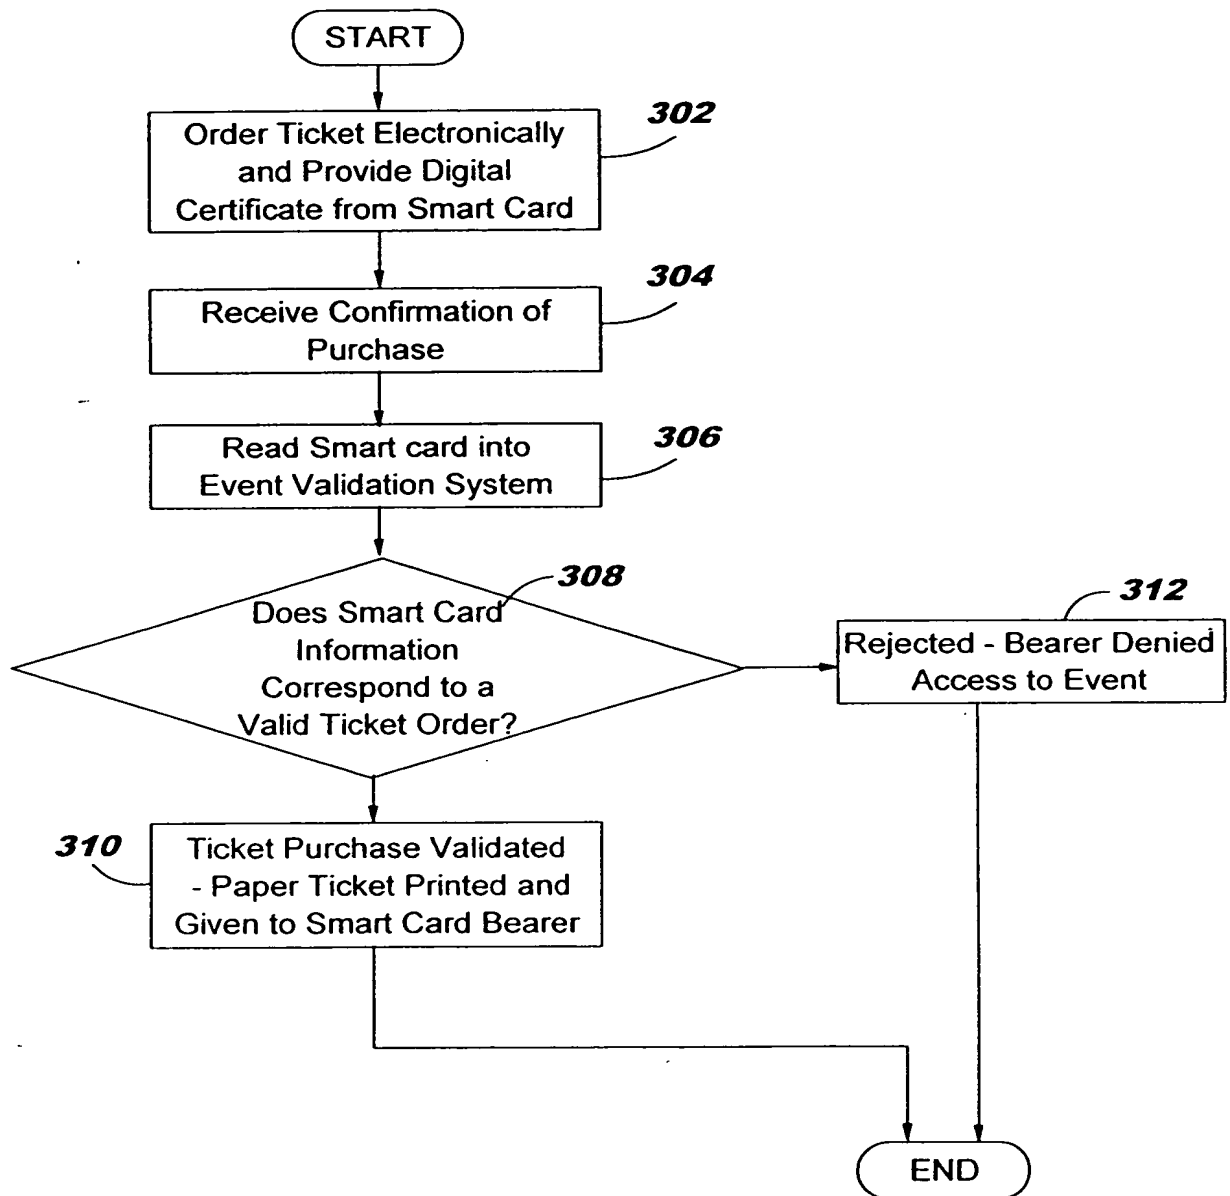 START
302
Order Ticket Electronically
and Provide Digital
Certificate from Smart Card
304
Receive Confirmation of
Purchase
306
Read Smart card into
Event Validation System
308
Does Smart Card
Information
Correspond to a
Valid Ticket Order?
312
Rejected - Bearer Denied
Access to Event
310
Ticket Purchase Validated
- Paper Ticket Printed and
Given to Smart Card Bearer
END